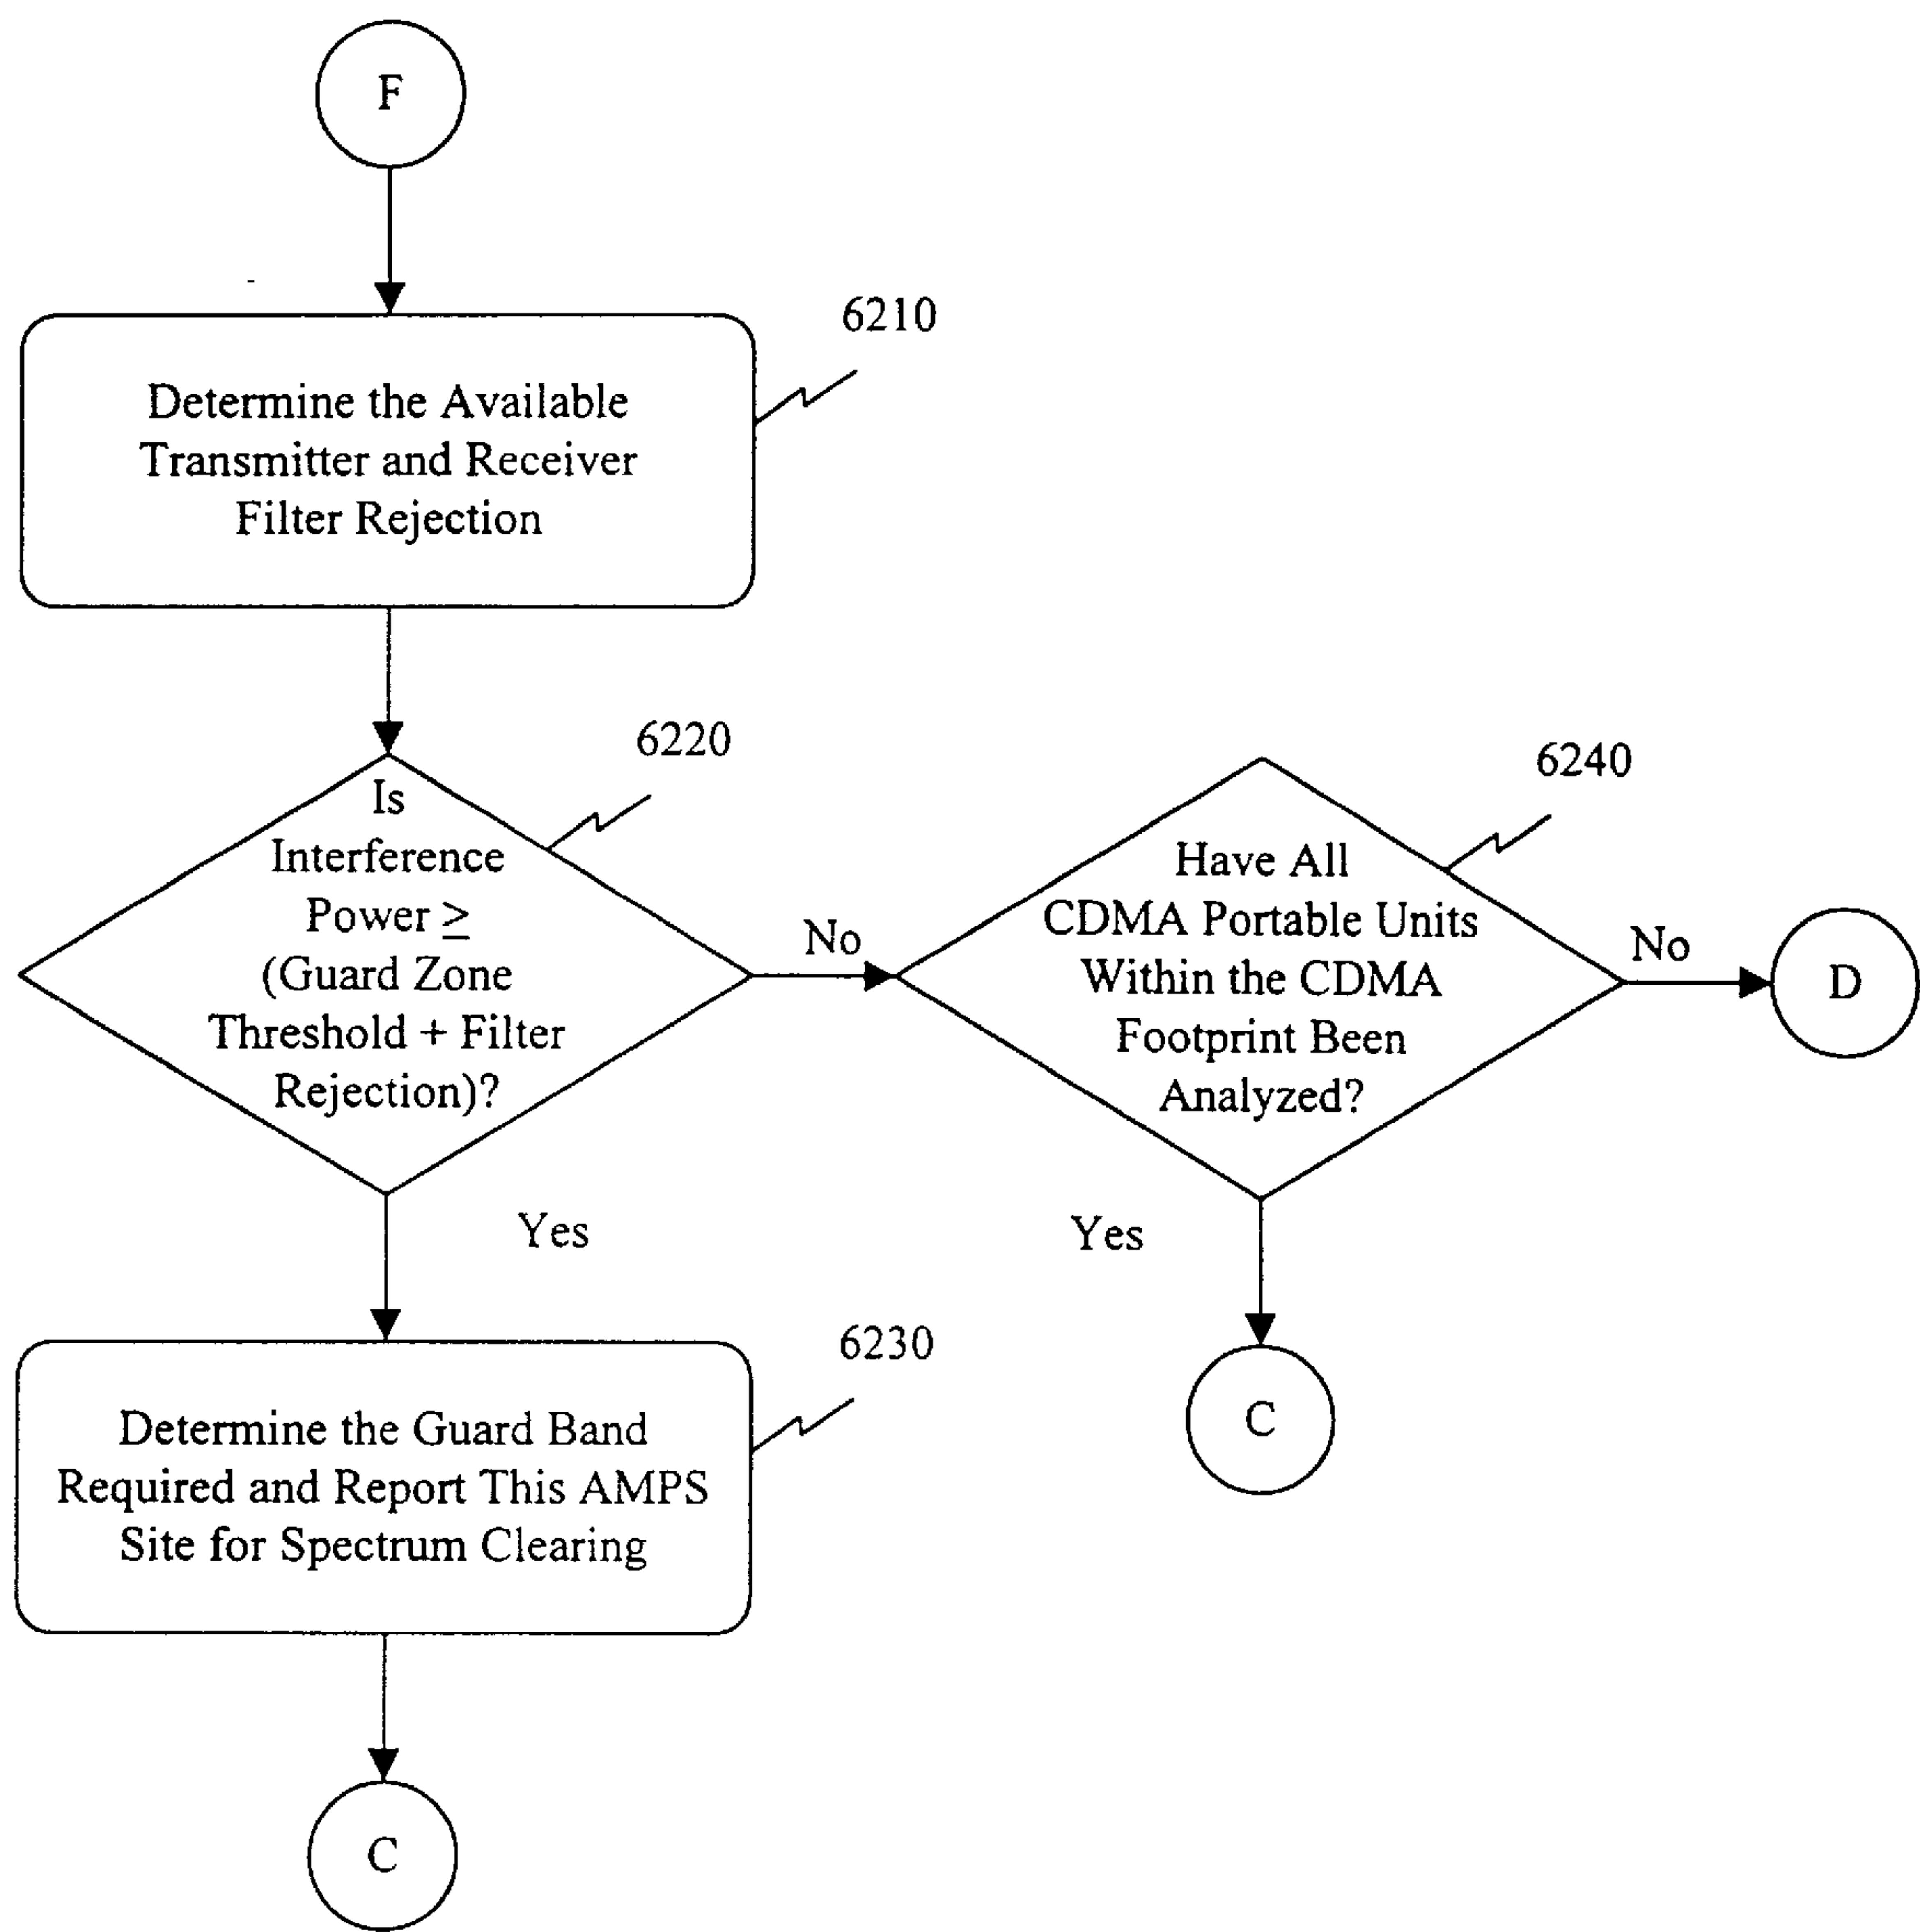 F
6210
Determine the Available
Transmitter and Receiver
Filter Rejection
6220
Is
Interference
Power ≥
(Guard Zone
Threshold + Filter
Rejection)?
No
6240
Have All
CDMA Portable Units
Within the CDMA
Footprint Been
Analyzed?
No
D
Yes
Yes
6230
Determine the Guard Band
Required and Report This AMPS
Site for Spectrum Clearing
C
C